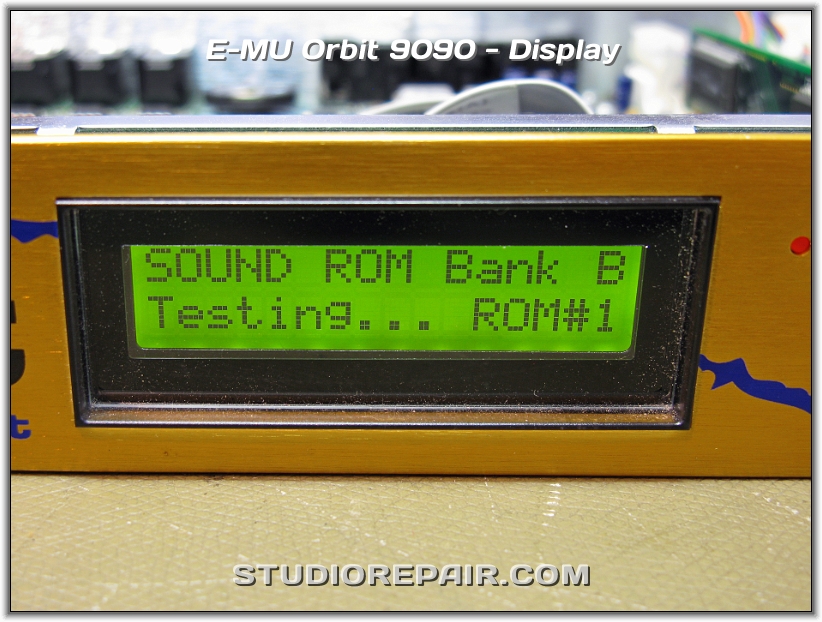 E-MU Orbit 9090 - Display
SOUND ROM Bank B
Testing... ROM#1
t
STUDIOREPAIR.COM